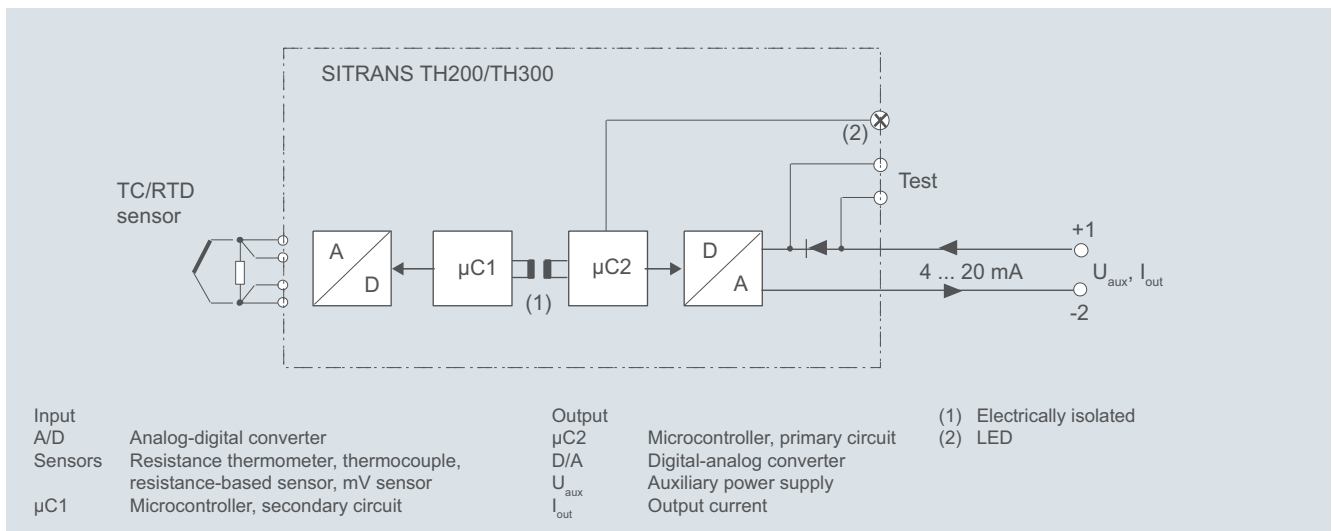 SITRANS TH200/TH300
(2)
Test
TC/RTD
sensor
A
D
µC1
(1)
µC2
D
A
+1
4 ... 20 mA
U_aux, I_out
-2
Input
A/D Analog-digital converter
Sensors Resistance thermometer, thermocouple,
resistance-based sensor, mV sensor
µC1 Microcontroller, secondary circuit
Output
µC2 Microcontroller, primary circuit
D/A Digital-analog converter
U_aux Auxiliary power supply
I_out Output current
(1) Electrically isolated
(2) LED